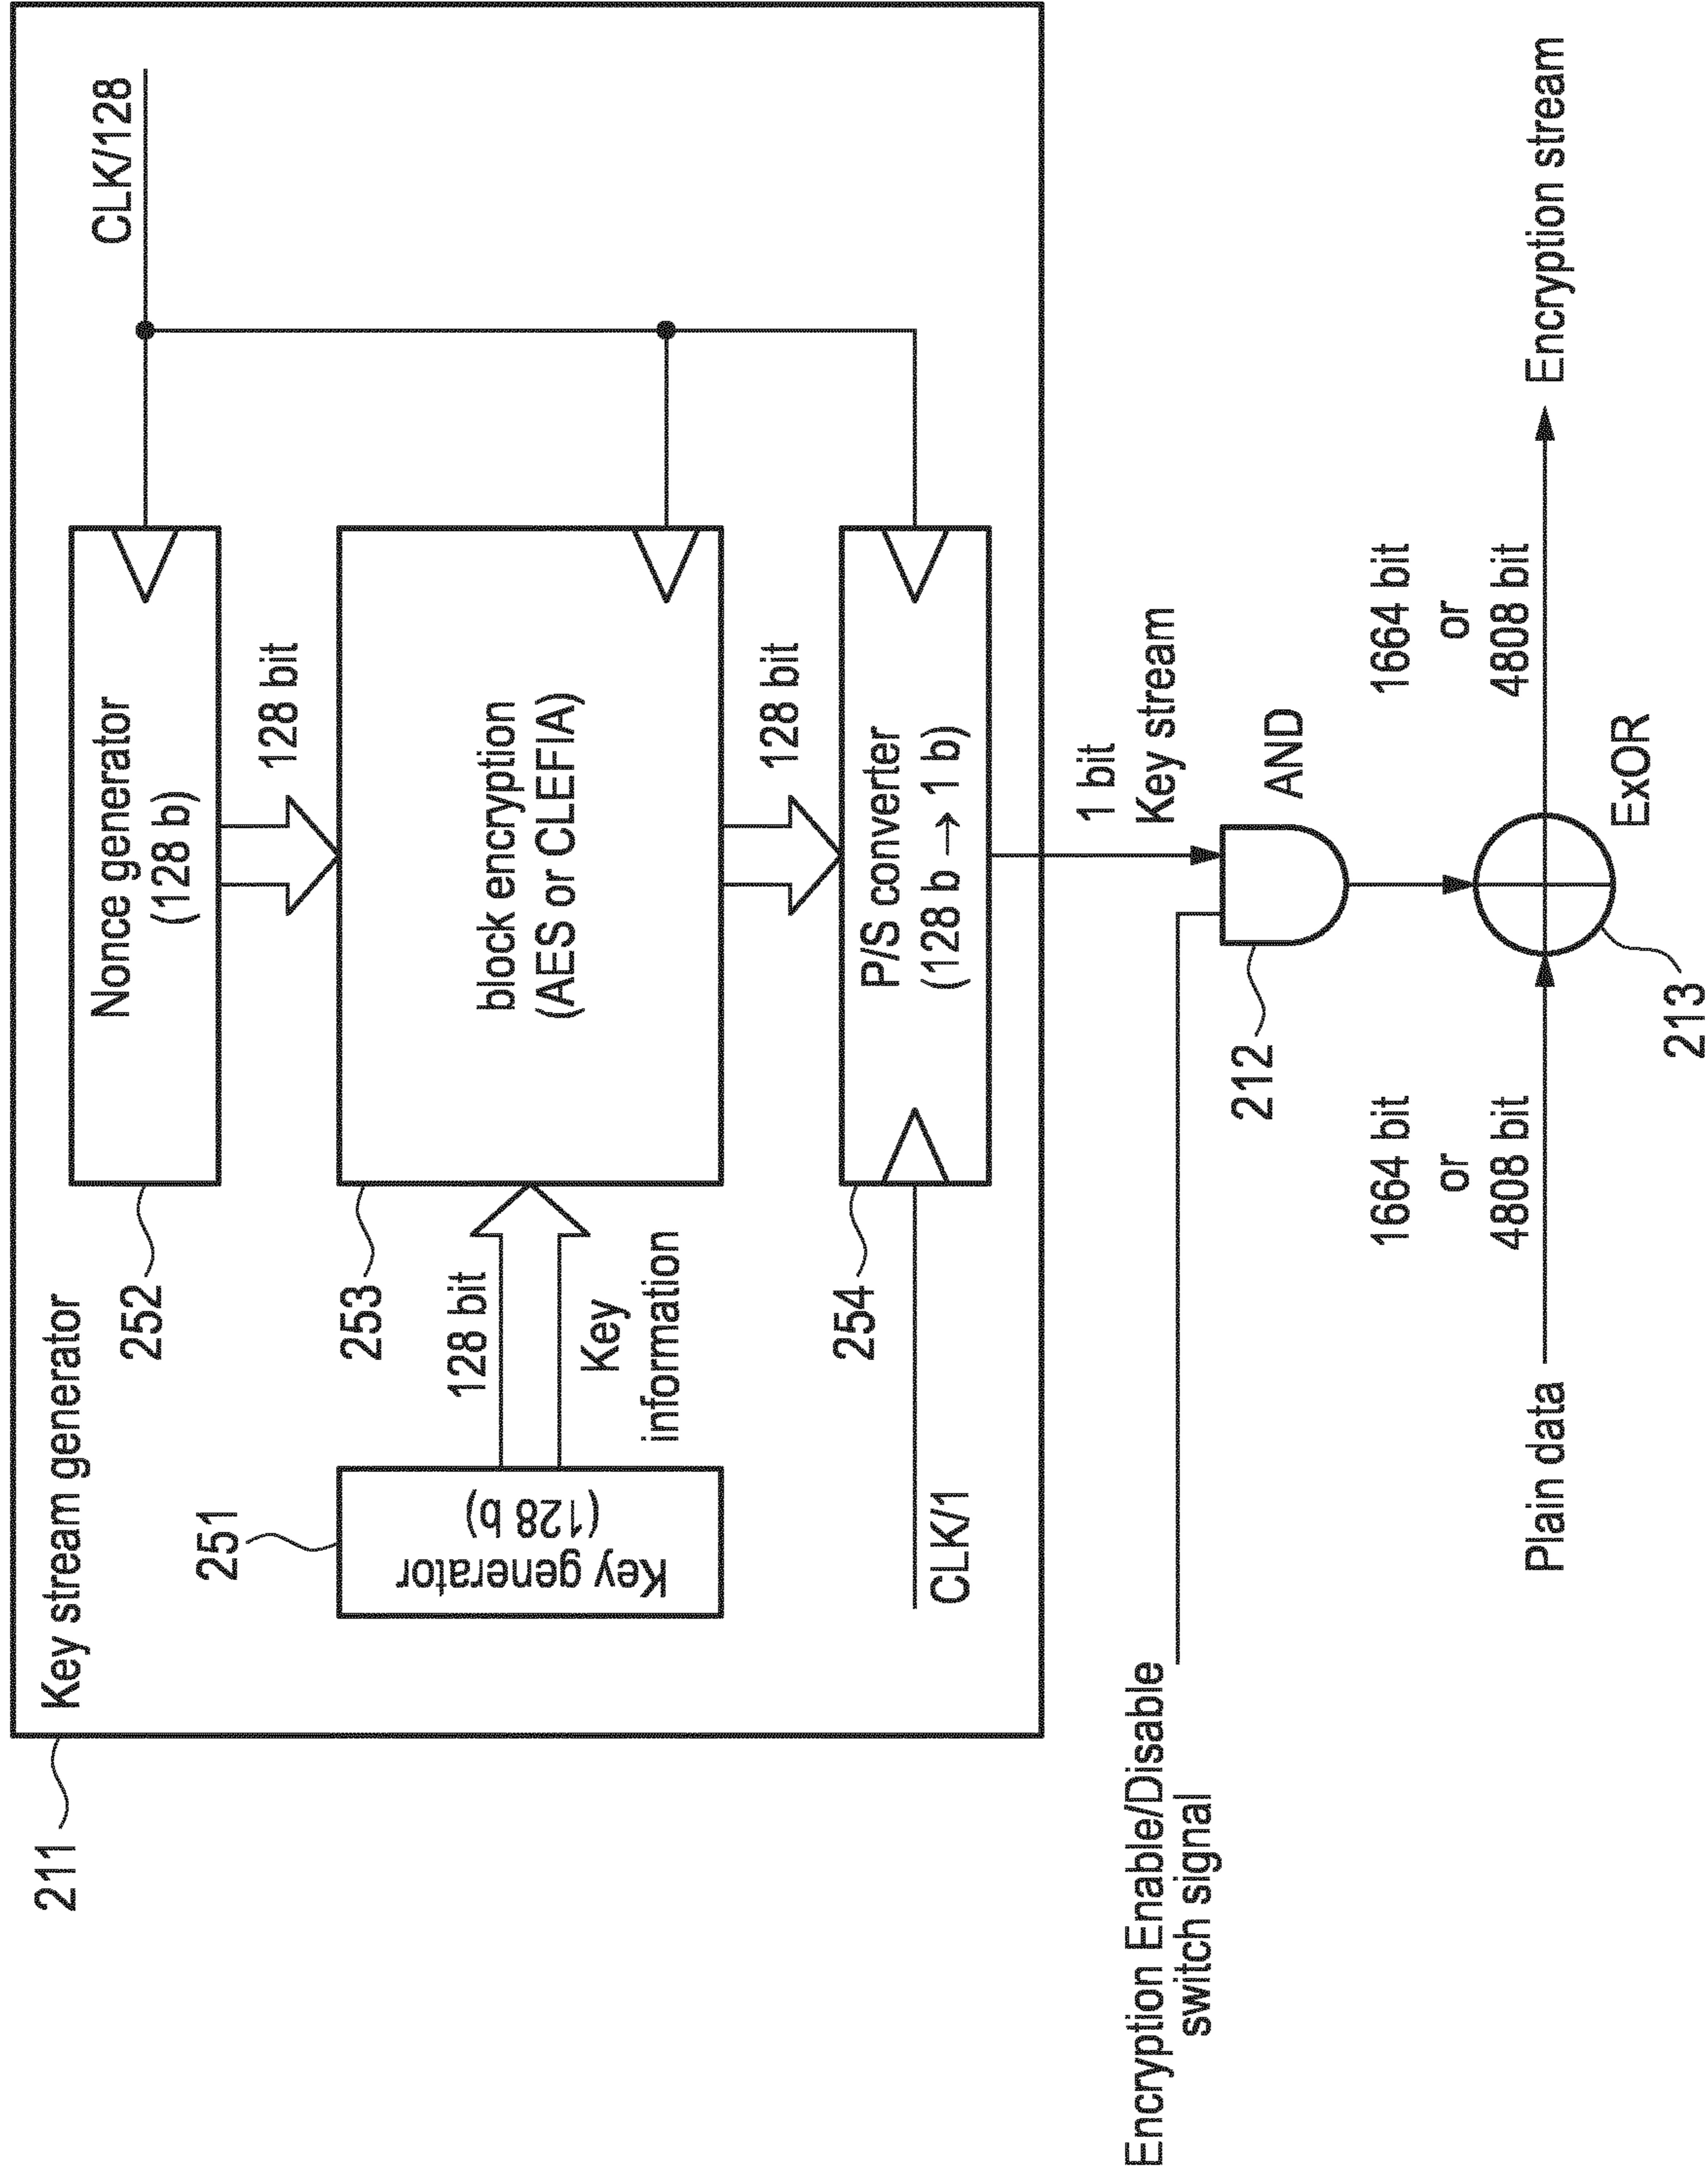 211
Key stream generator
252
Nonce generator
(128 b)
CLK/128
128 bit
251
Key generator
(128 b)
128 bit
Key
information
253
block encryption
(AES or CLEFIA)
128 bit
CLK/1
254
P/S converter
(128 b → 1 b)
1 bit
Key stream
Encryption Enable/Disable
switch signal
212
AND
1664 bit
or
4808 bit
1664 bit
or
4808 bit
Plain data
213
ExOR
Encryption stream